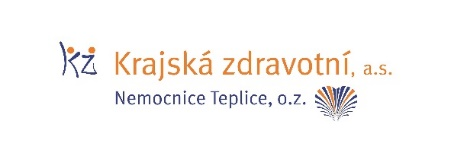 kz Krajská zdravotní, a.s.
Nemocnice Teplice, o.z.